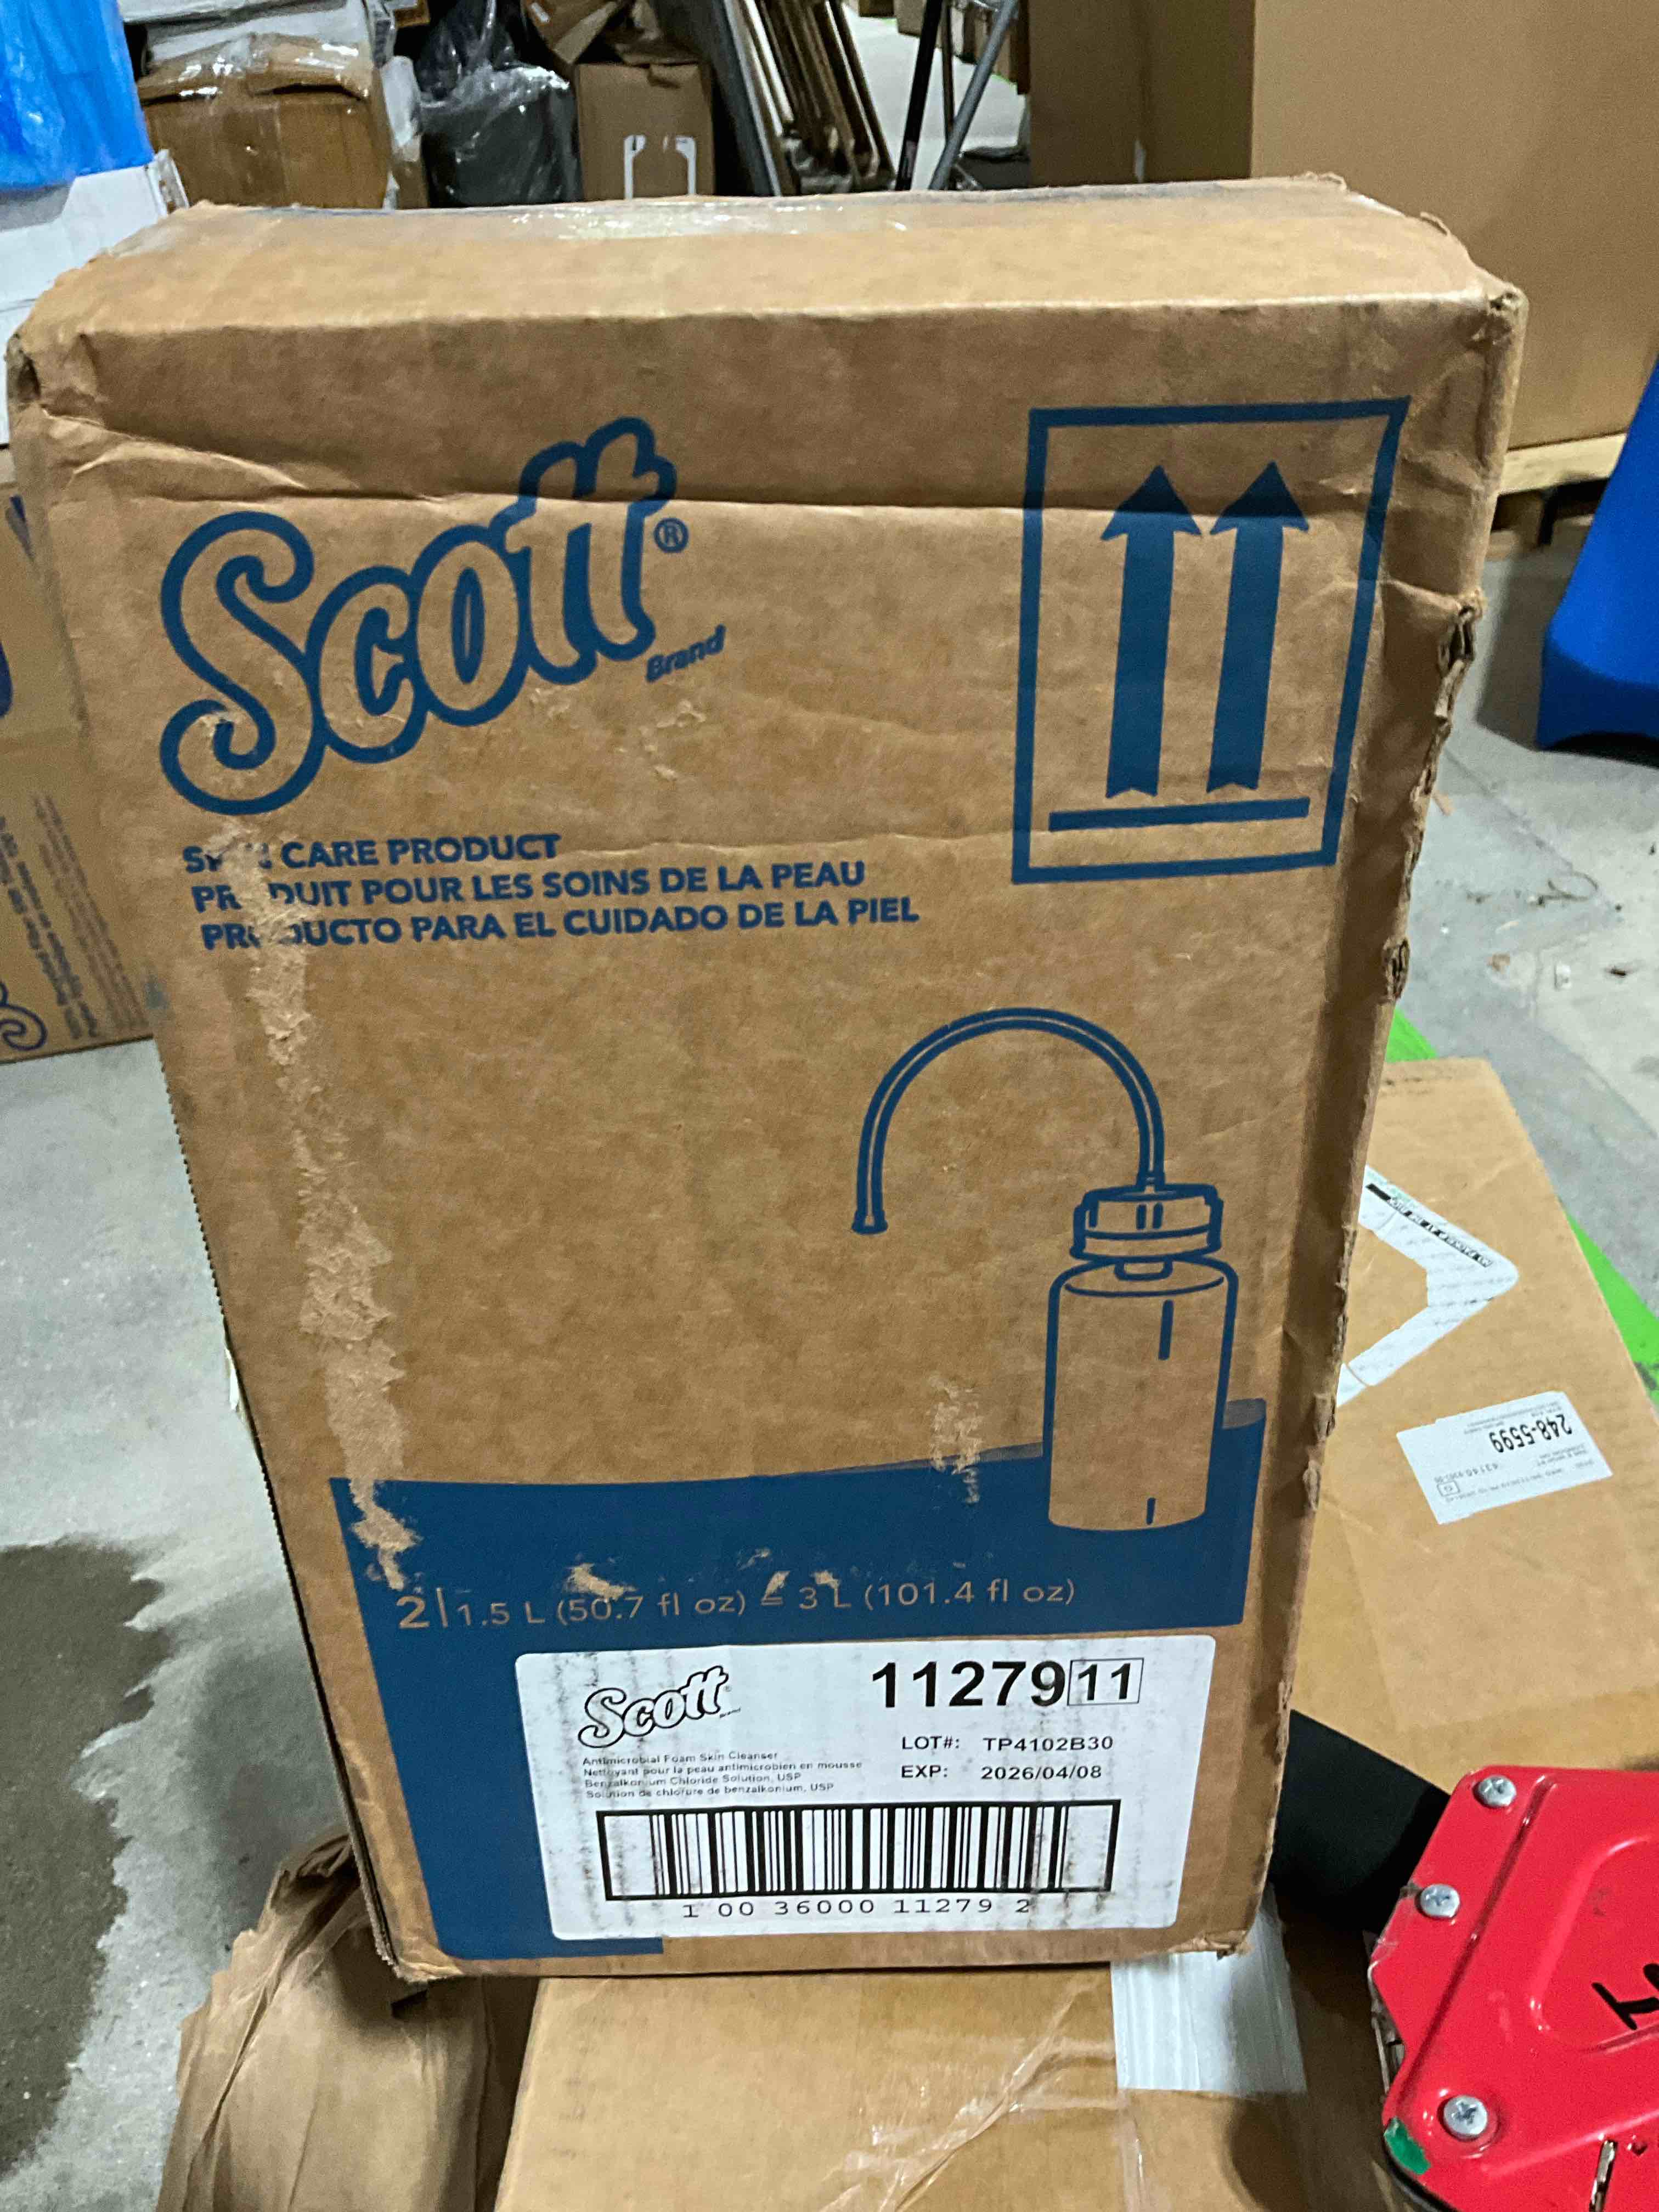 Scott®
Brand
CARE PRODUCT
PRODUIT POUR LES SOINS DE LA PEAU
PRODUCTO PARA EL CUIDADO DE LA PIEL
2|1.5 L (50.7 fl oz) = 3 L (101.4 fl oz)
Scott
Brand
11279 11
LOT#: TP4102B30
EXP: 2026/04/08
Antimicrobial Foam Skin Cleanser
Nettoyant pour la peau antimicrobien en mousse
Benzalkonium Chloride Solution, USP
Solution de chlorure de benzalkonium, USP
1 00 36000 11279 2
248-5599